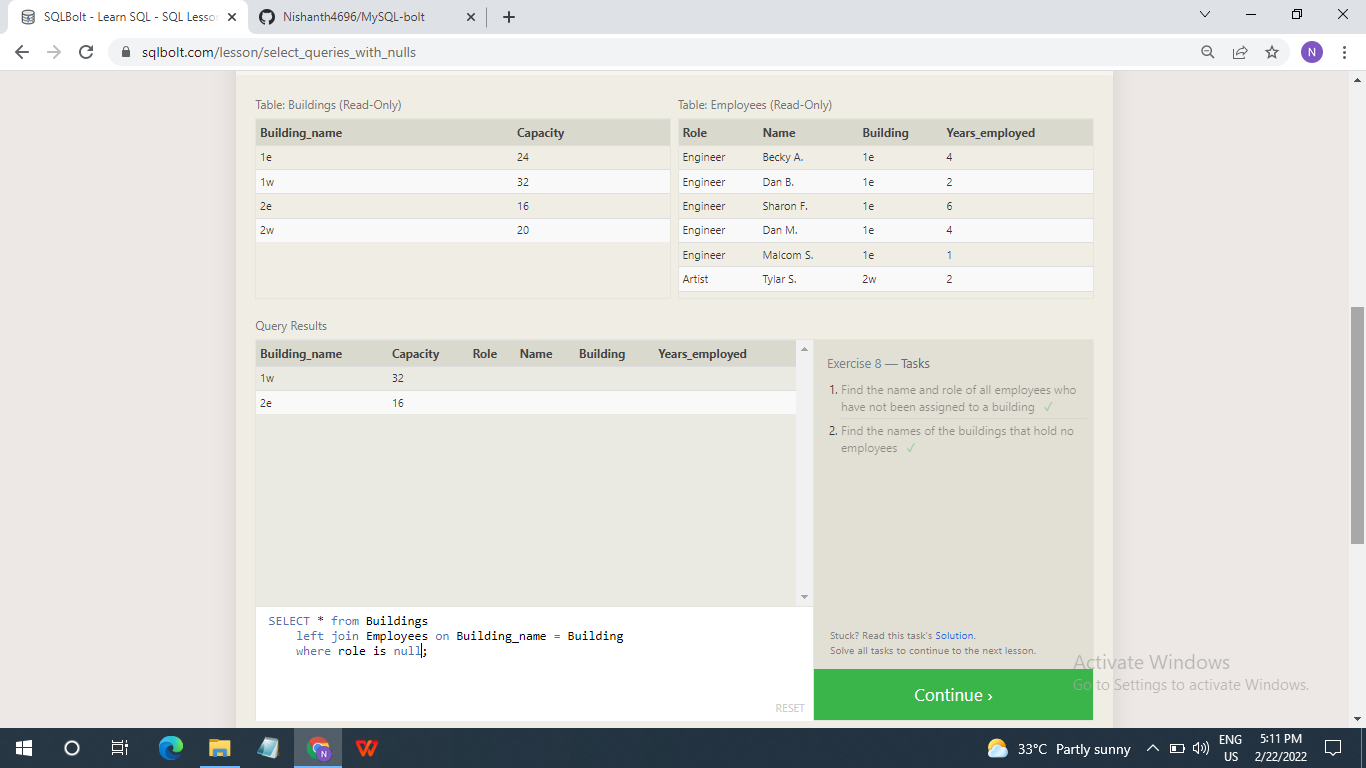 SQLBolt - Learn SQL - SQL Lesson
Nishanth4696/MySQL-bolt
sqlbolt.com/lesson/select_queries_with_nulls
N
Table: Buildings (Read-Only)
Building_name Capacity
1e 24
1w 32
2e 16
2w 20
Table: Employees (Read-Only)
Role Name Building Years_employed
Engineer Becky A. 1e 4
Engineer Dan B. 1e 2
Engineer Sharon F. 1e 6
Engineer Dan M. 1e 4
Engineer Malcom S. 1e 1
Artist Tylar S. 2w 2
Query Results
Building_name Capacity Role Name Building Years_employed
1w 32
2e 16
Exercise 8 — Tasks
1. Find the name and role of all employees who
have not been assigned to a building ✓
2. Find the names of the buildings that hold no
employees ✓
SELECT * from Buildings
left join Employees on Building_name = Building
where role is null;
RESET
Stuck? Read this task's Solution.
Solve all tasks to continue to the next lesson.
Continue ›
Activate Windows
Go to Settings to activate Windows.
N
W
33°C Partly sunny
ENG
US
5:11 PM
2/22/2022